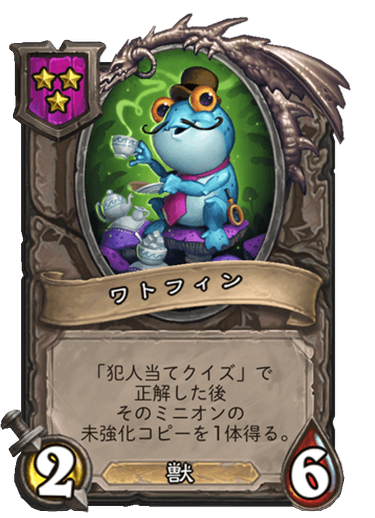 ワトフィン
「犯人当てクイズ」で
正解した後
そのミニオンの
未強化コピーを1体得る。
2
獣
6